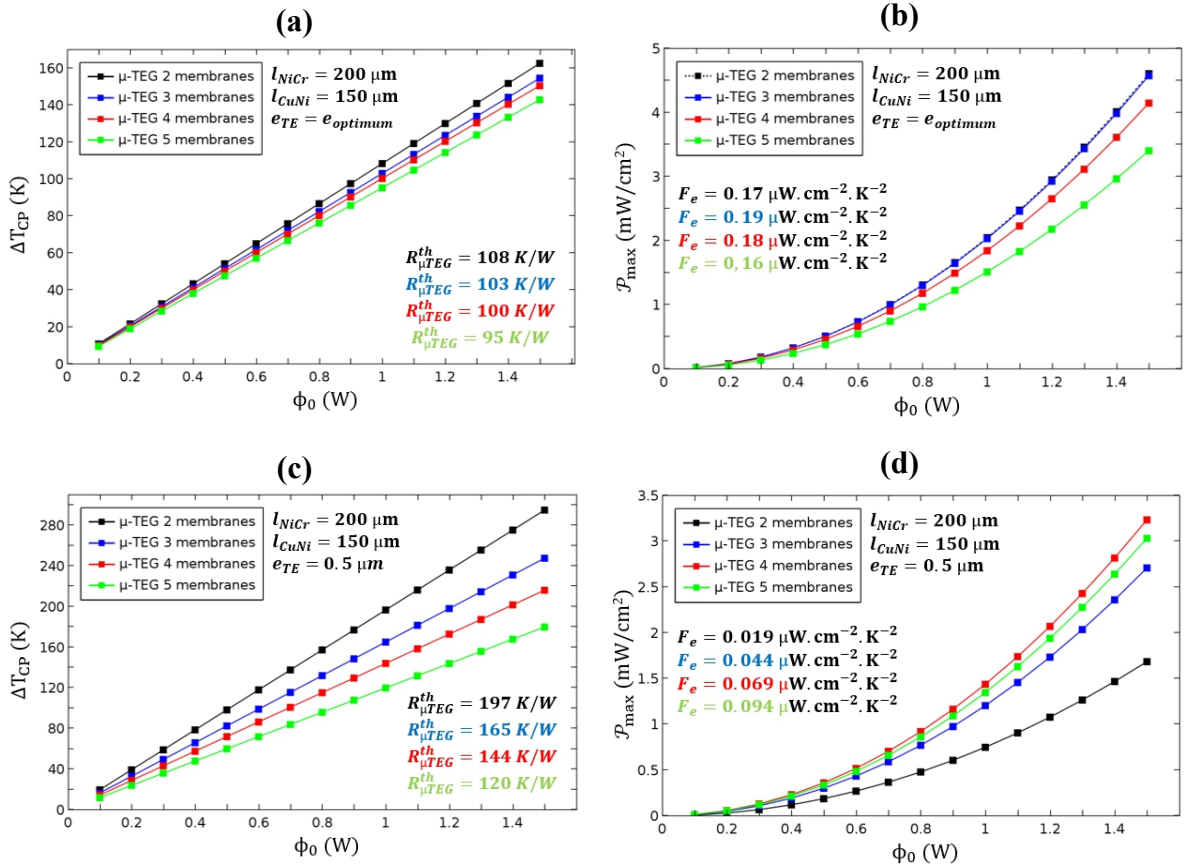 (a)
μ-TEG 2 membranes
μ-TEG 3 membranes
μ-TEG 4 membranes
μ-TEG 5 membranes
l_NiCr = 200 μm
l_CuNi = 150 μm
e_TE = e_optimum
R^th_μTEG = 108 K/W
R^th_μTEG = 103 K/W
R^th_μTEG = 100 K/W
R^th_μTEG = 95 K/W
ΔT_CP (K)
160
140
120
100
80
60
40
20
0
0 0.2 0.4 0.6 0.8 1 1.2 1.4
ϕ₀ (W)
(b)
μ-TEG 2
μ-TEG 3 membranes
μ-TEG 4 membranes
μ-TEG 5 membranes
l_NiCr = 200 μm
l_CuNi = 150 μm
e_TE = e_optimum
F_e = 0.17 μW.cm⁻².K⁻²
F_e = 0.19 μW.cm⁻².K⁻²
F_e = 0.18 μW.cm⁻².K⁻²
F_e = 0,16 μW.cm⁻².K⁻²
𝒫_max (mW/cm²)
5
4.5
4
3.5
3
2.5
2
1.5
1
0.5
0
0 0.2 0.4 0.6 0.8 1 1.2 1.4
ϕ₀ (W)
(c)
μ-TEG 2 membranes
μ-TEG 3 membranes
μ-TEG 4 membranes
μ-TEG 5 membranes
l_NiCr = 200 μm
l_CuNi = 150 μm
e_TE = 0.5 μm
R^th_μTEG = 197 K/W
R^th_μTEG = 165 K/W
R^th_μTEG = 144 K/W
R^th_μTEG = 120 K/W
ΔT_CP (K)
280
240
200
160
120
80
40
0
0 0.2 0.4 0.6 0.8 1 1.2 1.4
ϕ₀ (W)
(d)
μ-TEG 2
μ-TEG 3 membranes
μ-TEG 4 membranes
μ-TEG 5 membranes
l_NiCr = 200 μm
l_CuNi = 150 μm
e_TE = 0.5 μm
F_e = 0.019 μW.cm⁻².K⁻²
F_e = 0.044 μW.cm⁻².K⁻²
F_e = 0.069 μW.cm⁻².K⁻²
F_e = 0.094 μW.cm⁻².K⁻²
𝒫_max (mW/cm²)
3.5
3
2.5
2
1.5
1
0.5
0
0 0.2 0.4 0.6 0.8 1 1.2 1.4
ϕ₀ (W)